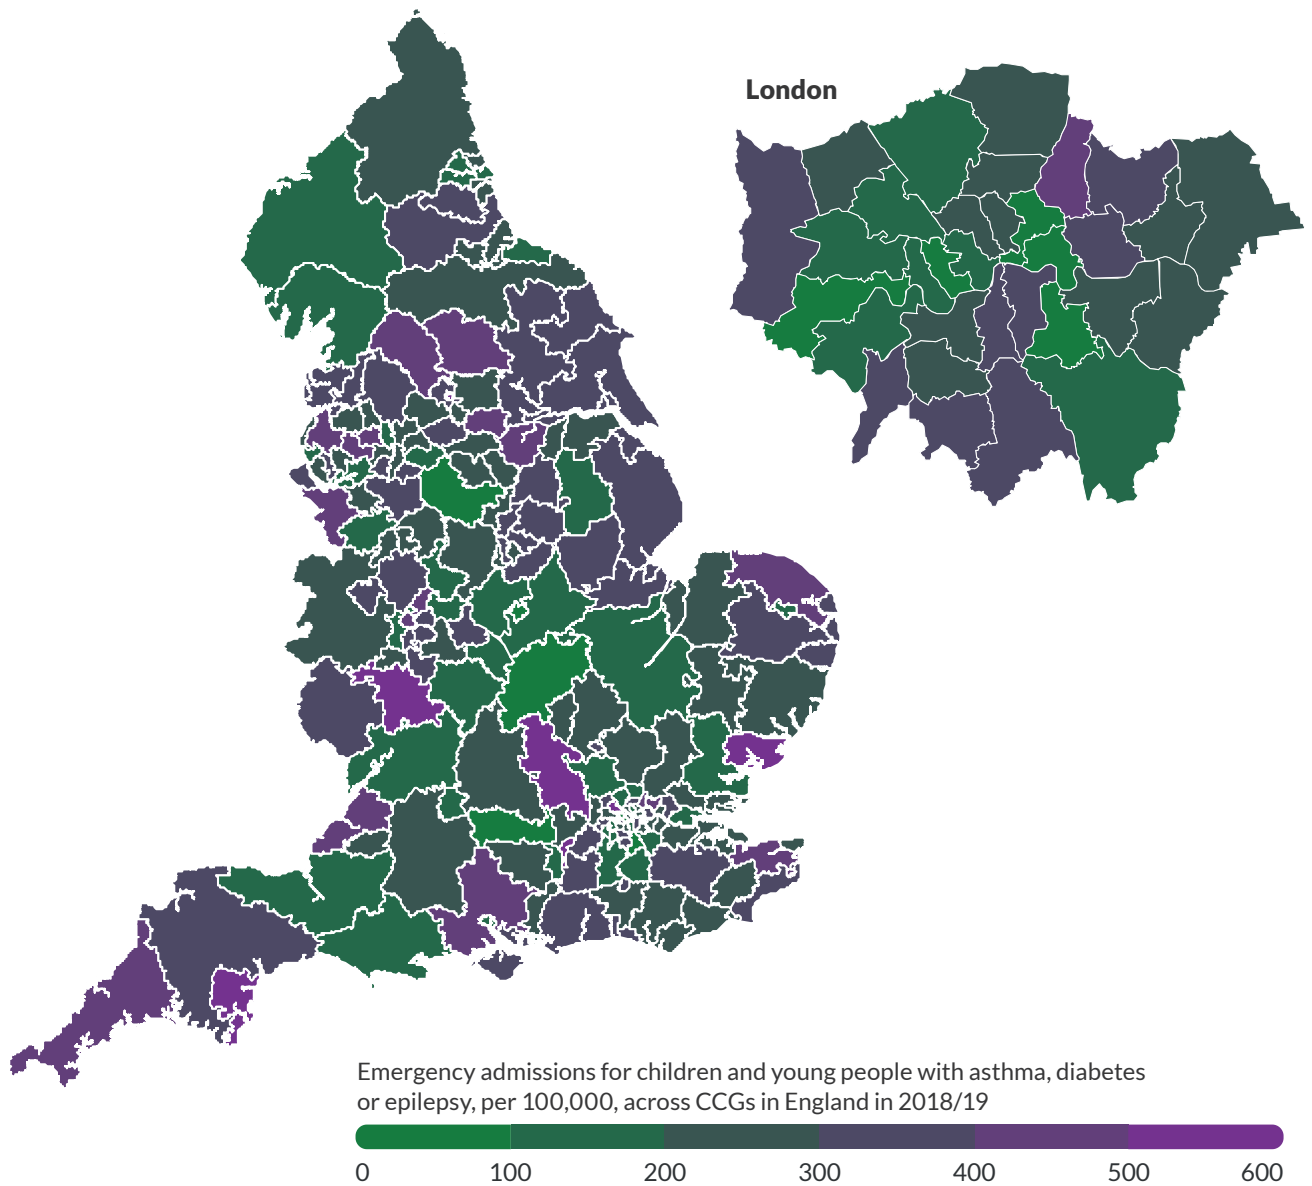 London
Emergency admissions for children and young people with asthma, diabetes
or epilepsy, per 100,000, across CCGs in England in 2018/19
0 100 200 300 400 500 600